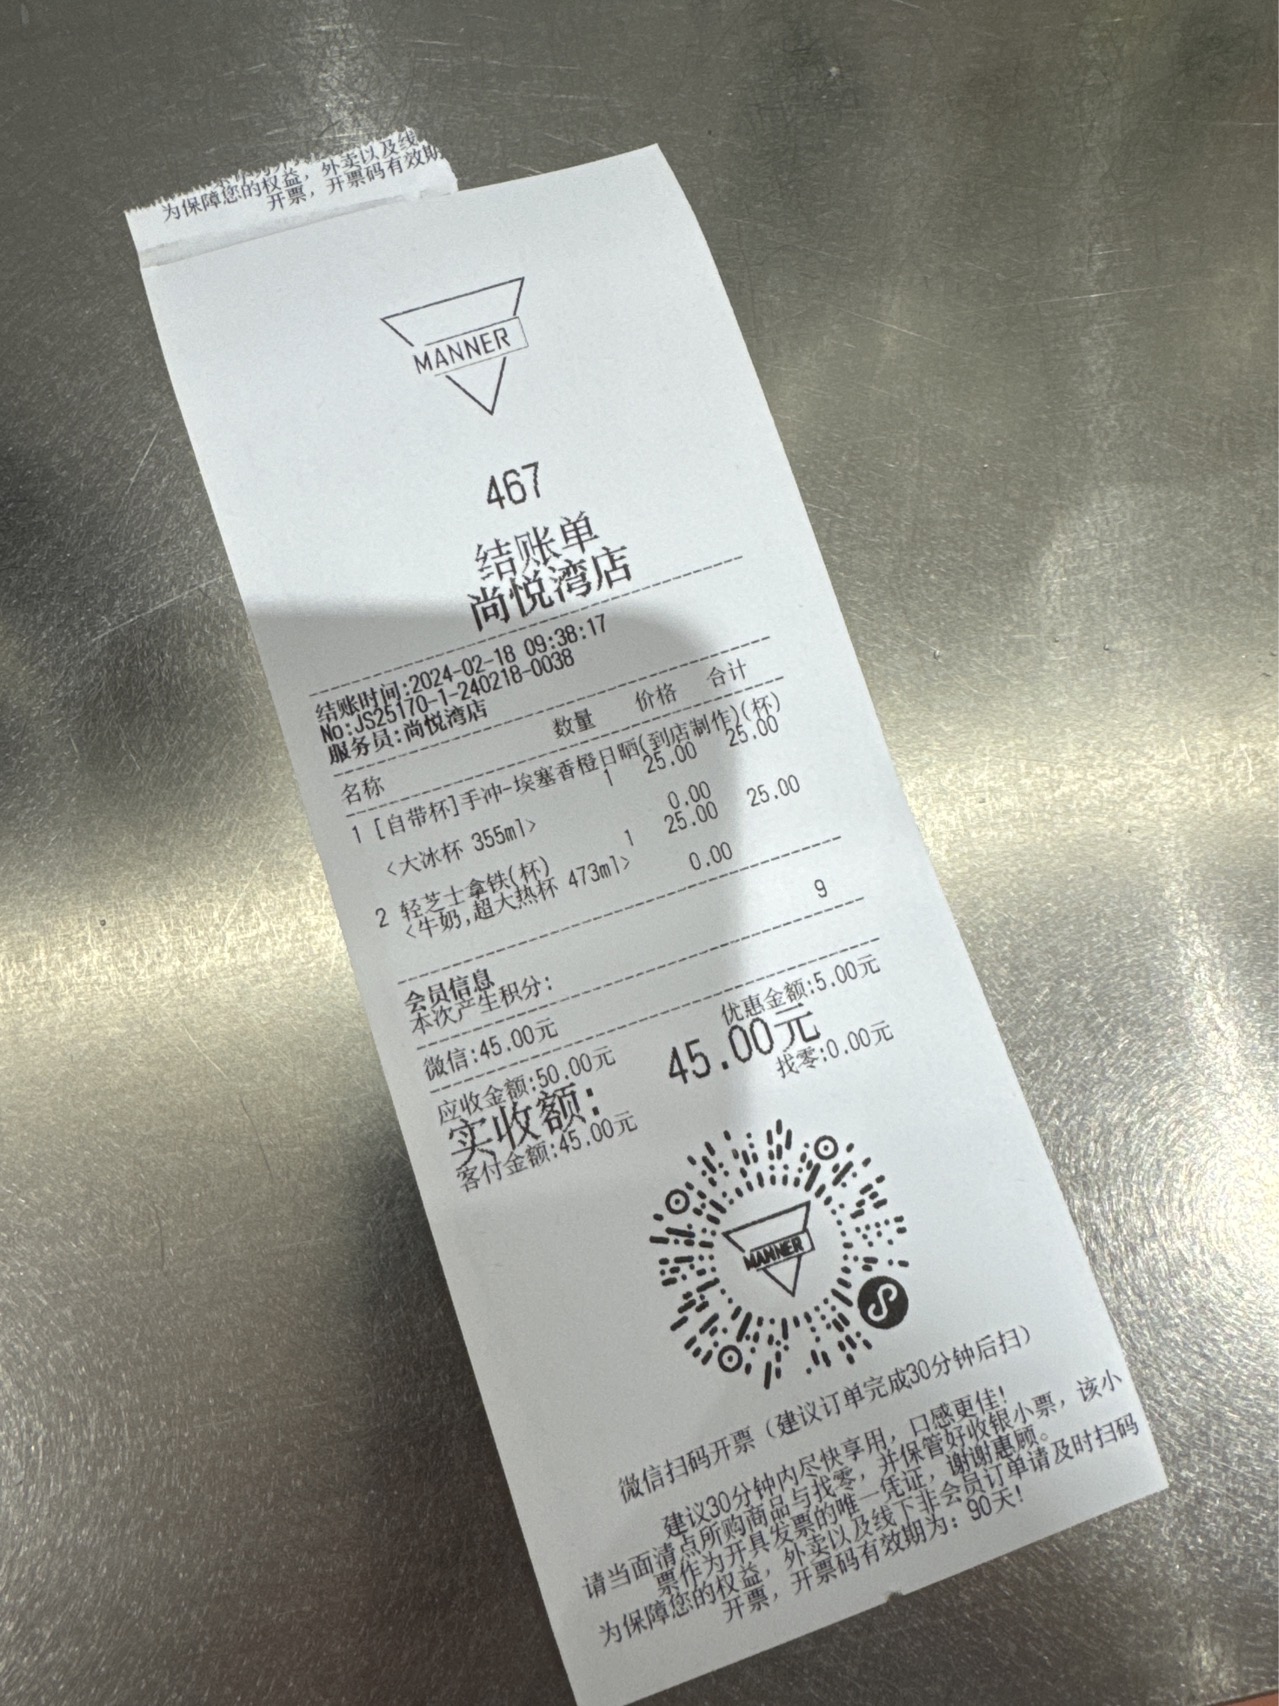 为保障您的权益，外卖以及线
开票，开票码有效期
MANNER
467
结账单
尚悦湾店
结账时间:2024-02-18 09:38:17
No:JS25170-1-240218-0038
服务员:尚悦湾店
名称 数量 价格 合计
1 [自带杯]手冲-埃塞香橙日晒(到店制作)(杯)
1 25.00 25.00
<大冰杯 355ml> 0.00
2 轻芝士拿铁(杯) 1 25.00 25.00
<牛奶,超大热杯 473ml> 0.00
会员信息
本次产生积分: 9
微信:45.00元
应收金额:50.00元 优惠金额:5.00元
实收额: 45.00元
客付金额:45.00元 找零:0.00元
MANNER
微信扫码开票（建议订单完成30分钟后扫）
建议30分钟内尽快享用，口感更佳！
请当面清点所购商品与找零，并保管好收银小票，该小
票作为开具发票的唯一凭证，谢谢惠顾。
为保障您的权益，外卖以及线下非会员订单请及时扫码
开票，开票码有效期为：90天！